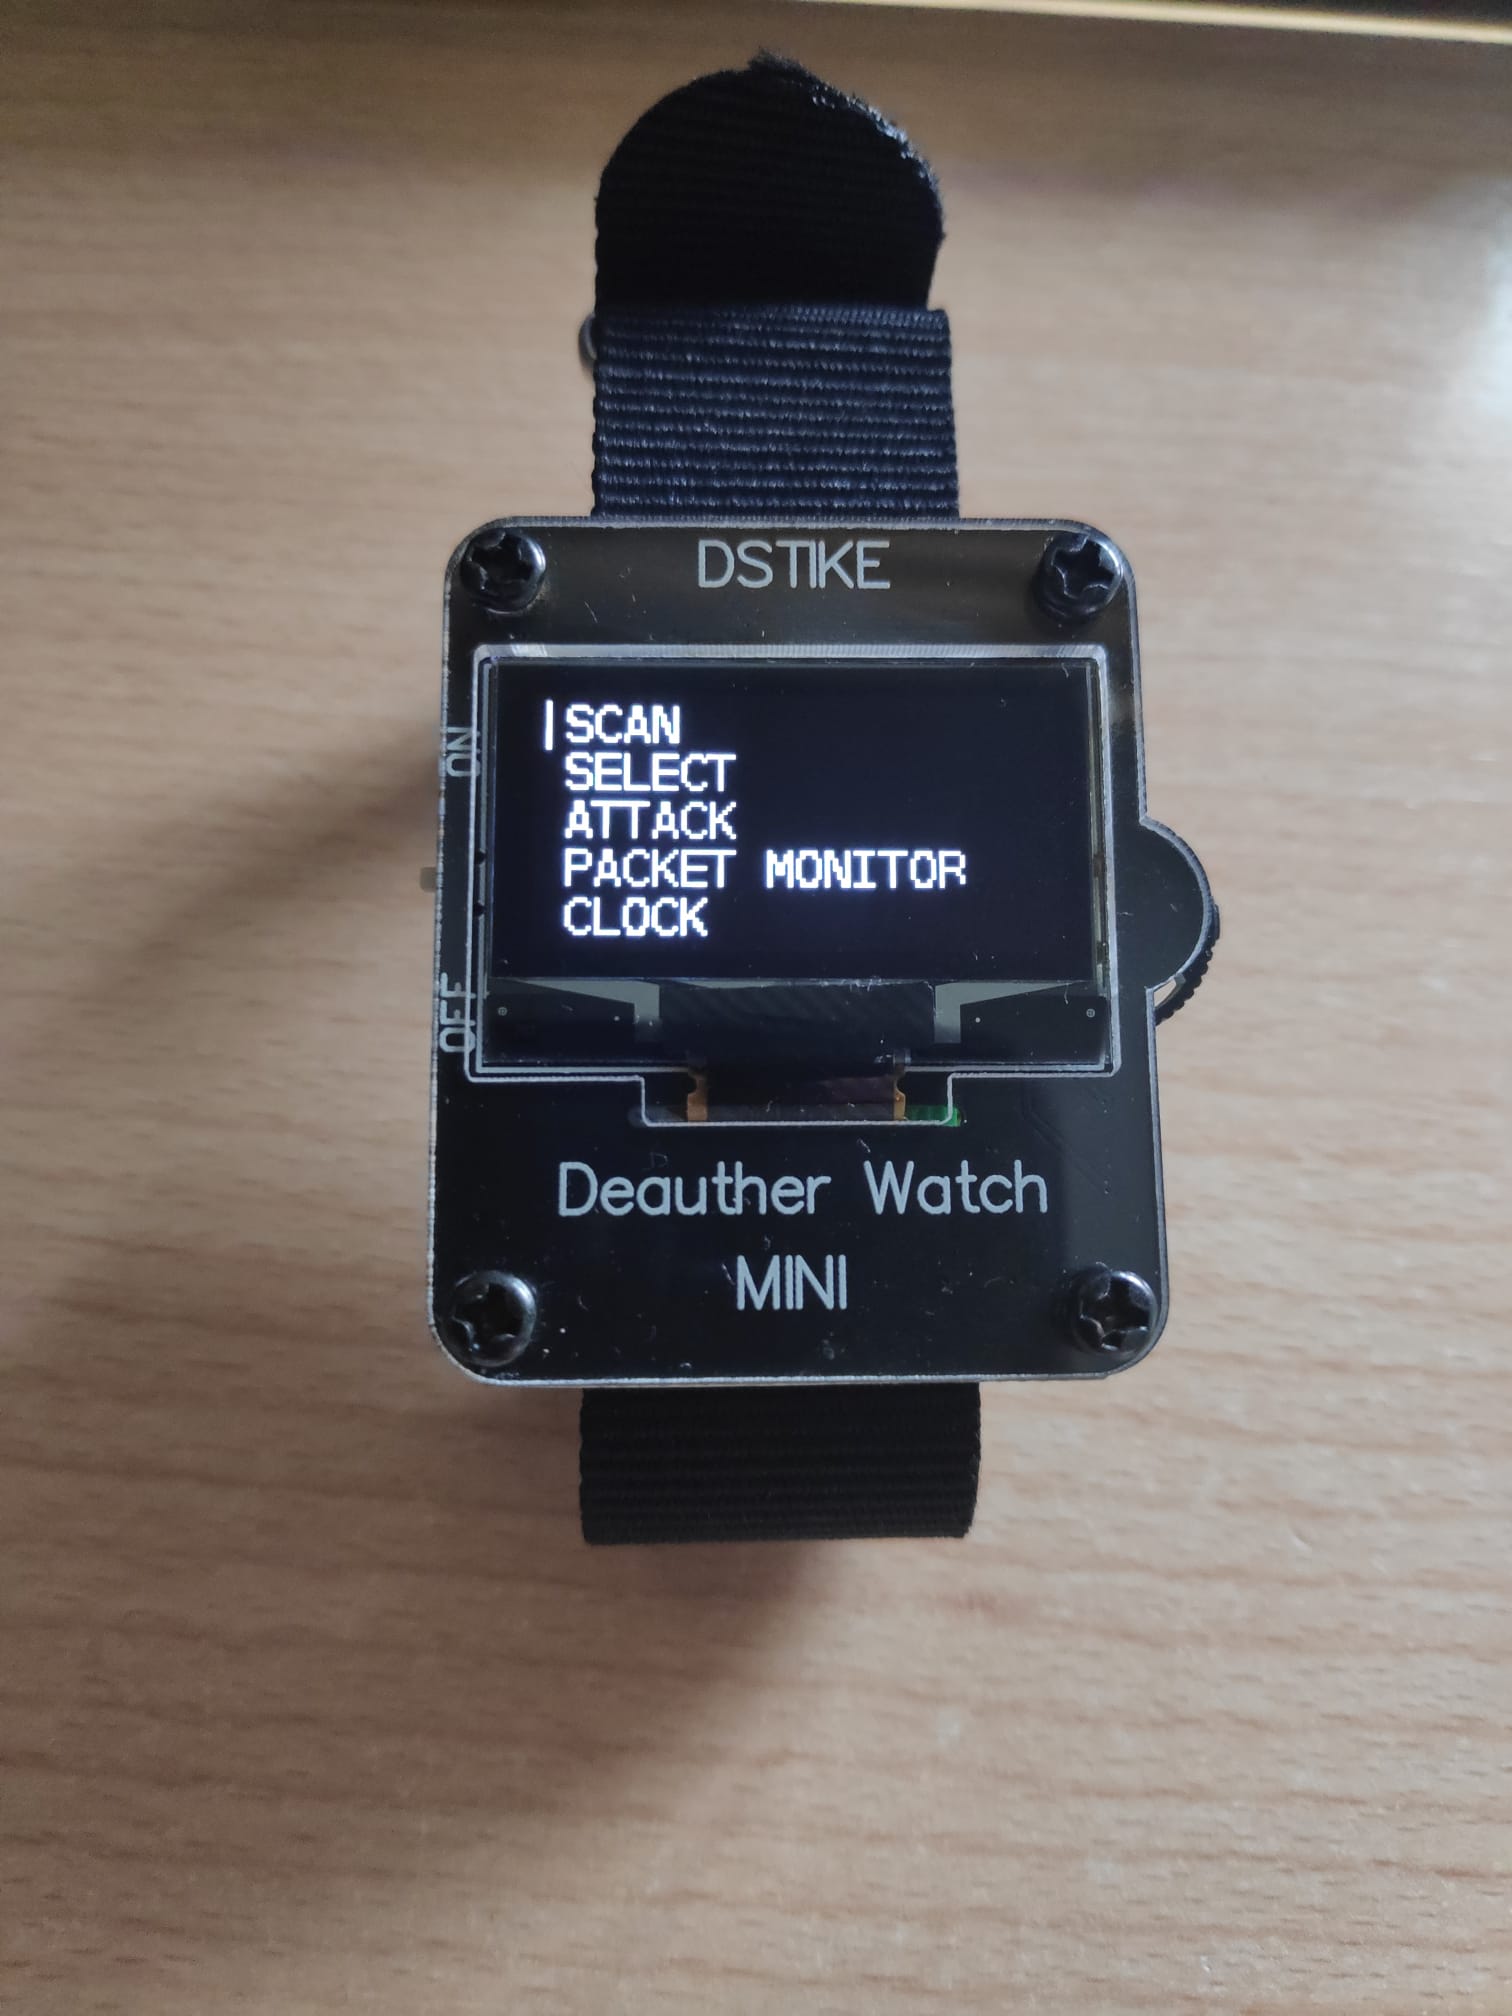 DSTIKE
ON
SCAN
SELECT
ATTACK
PACKET MONITOR
CLOCK
OFF
Deauther Watch
MINI